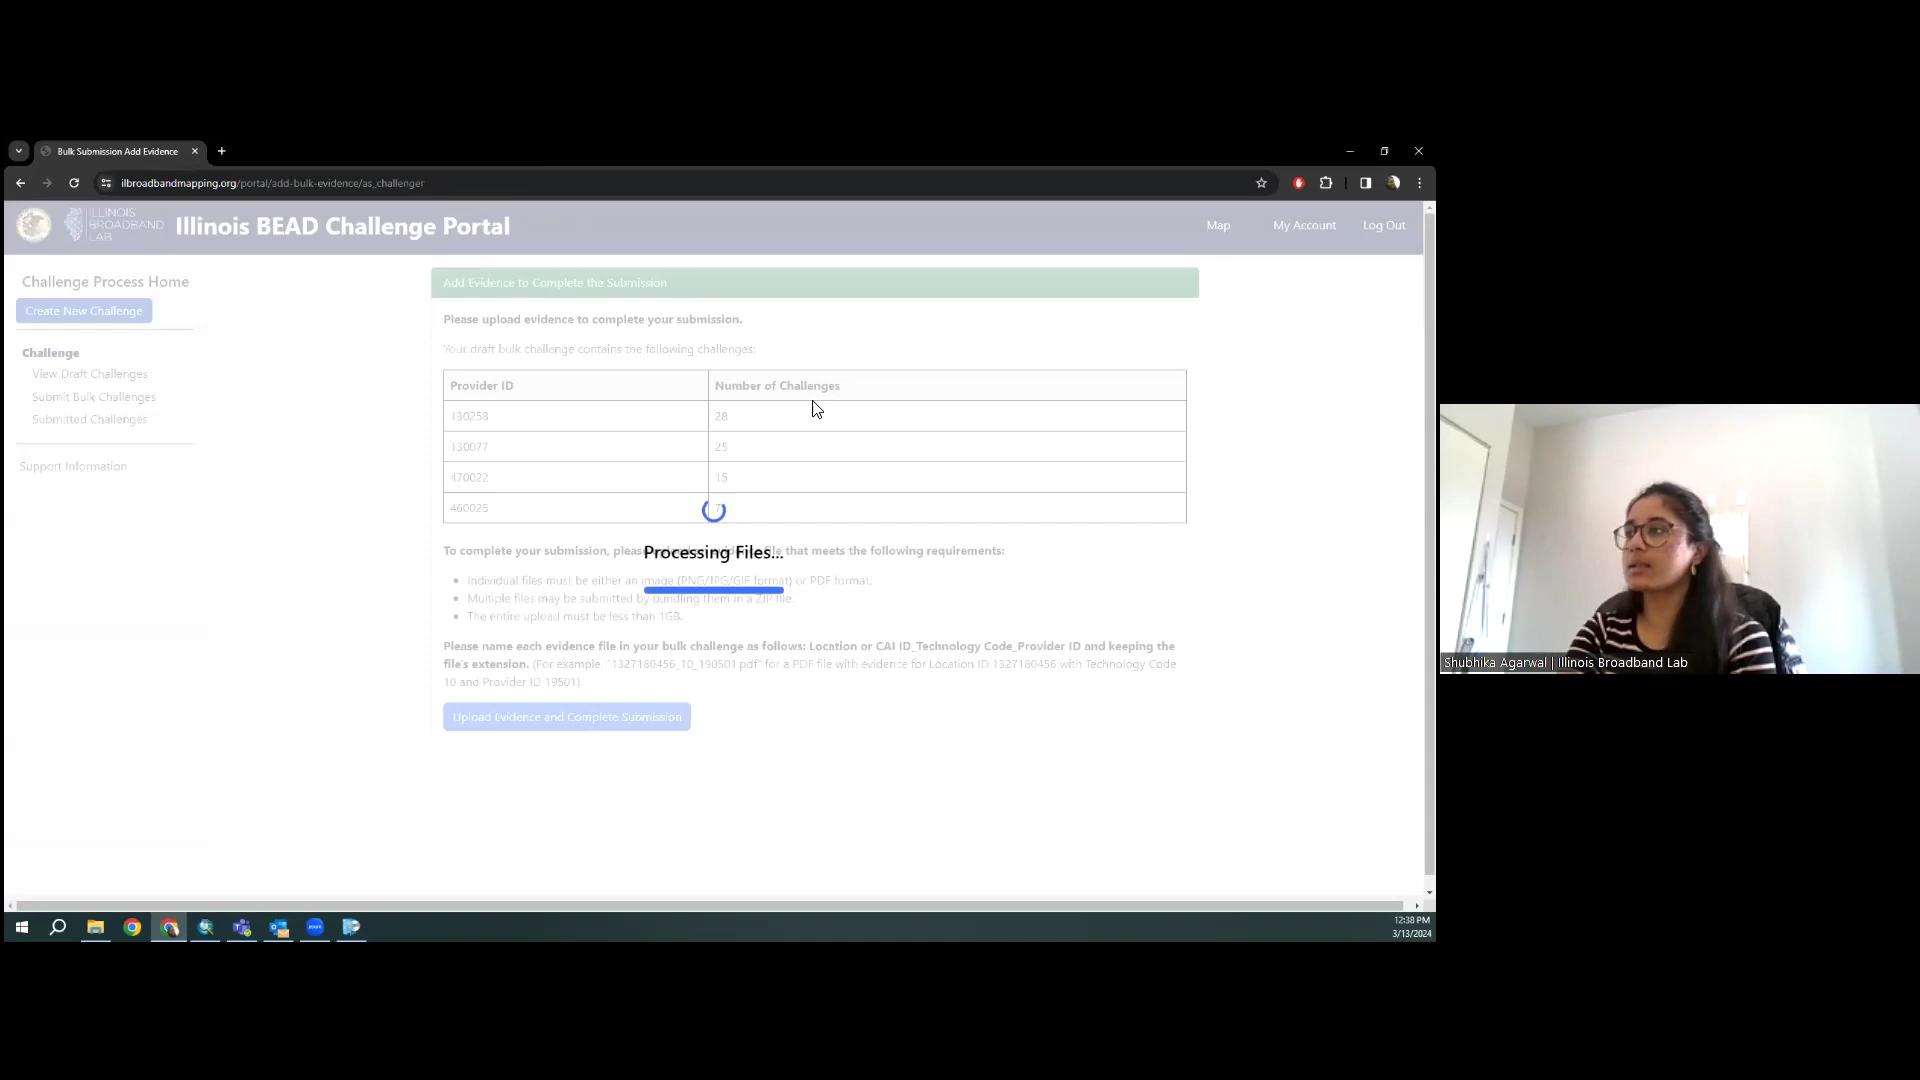 Bulk Submission Add Evidence
ilbroadbandmapping.org/portal/add-bulk-evidence/as_challenger
ILLINOIS
BROADBAND
LAB
Illinois BEAD Challenge Portal
Map
My Account
Log Out
Challenge Process Home
Create New Challenge
Challenge
View Draft Challenges
Submit Bulk Challenges
Submitted Challenges
Support Information
Add Evidence to Complete the Submission
Please upload evidence to complete your submission.
Your draft bulk challenge contains the following challenges:
Provider ID Number of Challenges
130258 28
130077 25
470022 15
460025
Processing Files...
To complete your submission, that meets the following requirements:
Individual files must be either an image (PNG/JPG/GIF format) or PDF format.
Multiple files may be submitted by bundling them in a ZIP file.
The entire upload must be less than 1GB.
Please name each evidence file in your bulk challenge as follows: Location or CAI ID_Technology Code_Provider ID and keeping the
file's extension. (For example, "1327180456_10_190501.pdf" for a PDF file with evidence for Location ID 1327180456 with Technology Code
10 and Provider ID 19501).
Upload Evidence and Complete Submission
12:38 PM
3/13/2024
Shubhika Agarwal | Illinois Broadband Lab